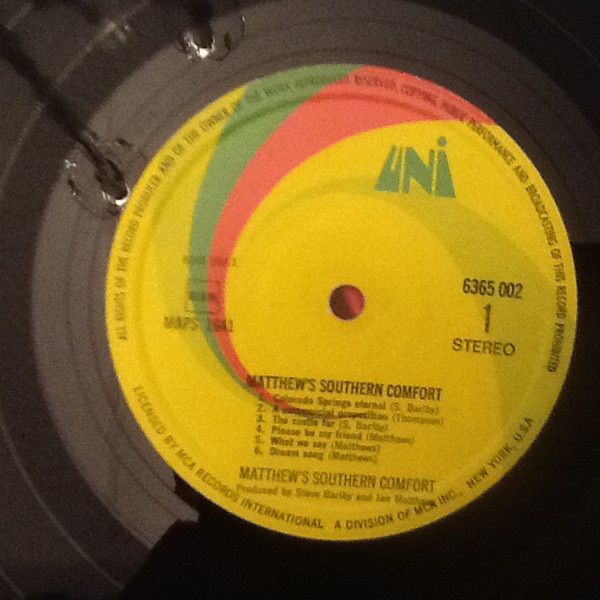 ALL RIGHTS OF THE RECORD PRODUCER AND OF THE OWNER OF THE WORK REPRODUCED RESERVED. COPYING, PUBLIC PERFORMANCE AND BROADCASTING OF THIS RECORD PROHIBITED
UNi
6365 002
1
STEREO
MATTHEW'S SOUTHERN COMFORT
1. Colorado Springs eternal (S. Barlby)
2. A commercial proposition (Thompson)
3. The castle far (S. Barlby)
4. Please be my friend (Matthews)
5. What we say (Matthews)
6. Dream song (Matthews)
MATTHEW'S SOUTHERN COMFORT
Produced by Steve Barlby and Ian Matthews
LICENSED BY MCA RECORDS INTERNATIONAL A DIVISION OF MCA INC., NEW YORK, U.S.A